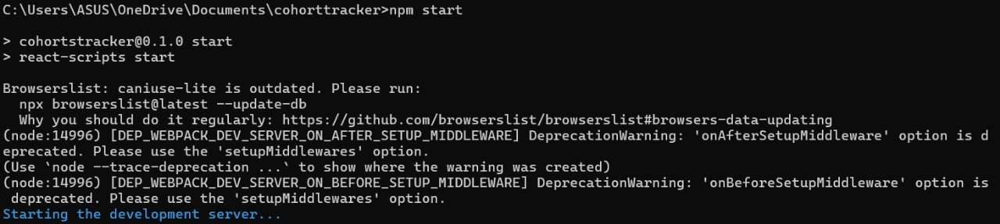 C:\Users\ASUS\OneDrive\Documents\cohorttracker>npm start
> cohortstracker@0.1.0 start
> react-scripts start
Browserslist: caniuse-lite is outdated. Please run:
  npx browserslist@latest --update-db
  Why you should do it regularly: https://github.com/browserslist/browserslist#browsers-data-updating
(node:14996) [DEP_WEBPACK_DEV_SERVER_ON_AFTER_SETUP_MIDDLEWARE] DeprecationWarning: 'onAfterSetupMiddleware' option is d
eprecated. Please use the 'setupMiddlewares' option.
(Use `node --trace-deprecation ...` to show where the warning was created)
(node:14996) [DEP_WEBPACK_DEV_SERVER_ON_BEFORE_SETUP_MIDDLEWARE] DeprecationWarning: 'onBeforeSetupMiddleware' option is
 deprecated. Please use the 'setupMiddlewares' option.
Starting the development server...